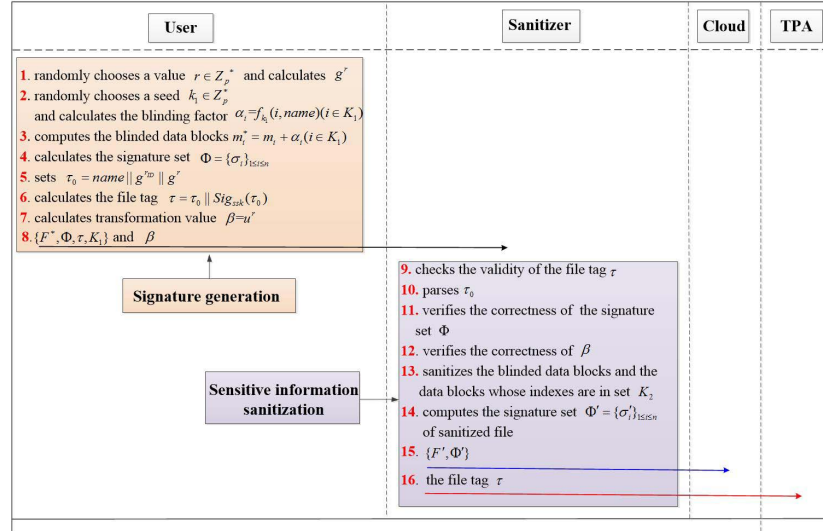 User
Sanitizer
Cloud
TPA
1. randomly chooses a value r ∈ Z_p^* and calculates g^r
2. randomly chooses a seed k_1 ∈ Z_p^*
and calculates the blinding factor α_i=f_{k_1}(i,name)(i∈K_1)
3. computes the blinded data blocks m_i^* = m_i + α_i(i∈K_1)
4. calculates the signature set Φ = {σ_i}_{1≤i≤n}
5. sets τ_0 = name || g^{r_{ID}} || g^r
6. calculates the file tag τ = τ_0 || Sig_{ssk}(τ_0)
7. calculates transformation value β=u^r
8. {F^*,Φ,τ,K_1} and β
Signature generation
9. checks the validity of the file tag τ
10. parses τ_0
11. verifies the correctness of the signature
set Φ
12. verifies the correctness of β
13. sanitizes the blinded data blocks and the
data blocks whose indexes are in set K_2
14. computes the signature set Φ′ = {σ_i′}_{1≤i≤n}
of sanitized file
15. {F′,Φ′}
16. the file tag τ
Sensitive information
sanitization